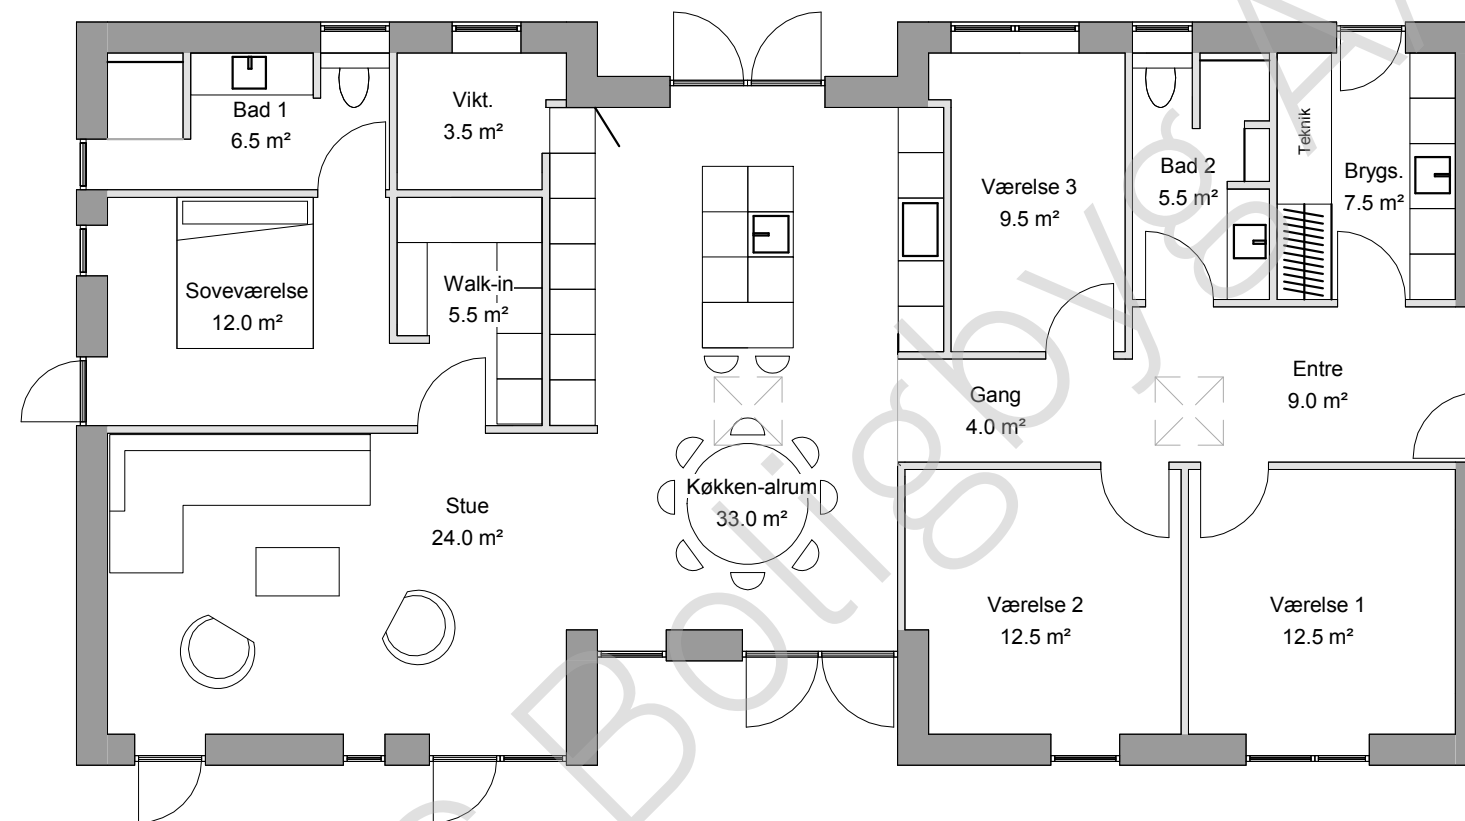 Bad 1
6.5 m²
Vikt.
3.5 m²
Værelse 3
9.5 m²
Bad 2
5.5 m²
Teknik
Brygs.
7.5 m²
Soveværelse
12.0 m²
Walk-in
5.5 m²
Gang
4.0 m²
Entre
9.0 m²
Stue
24.0 m²
Køkken-alrum
33.0 m²
Værelse 2
12.5 m²
Værelse 1
12.5 m²
Boligbyg A